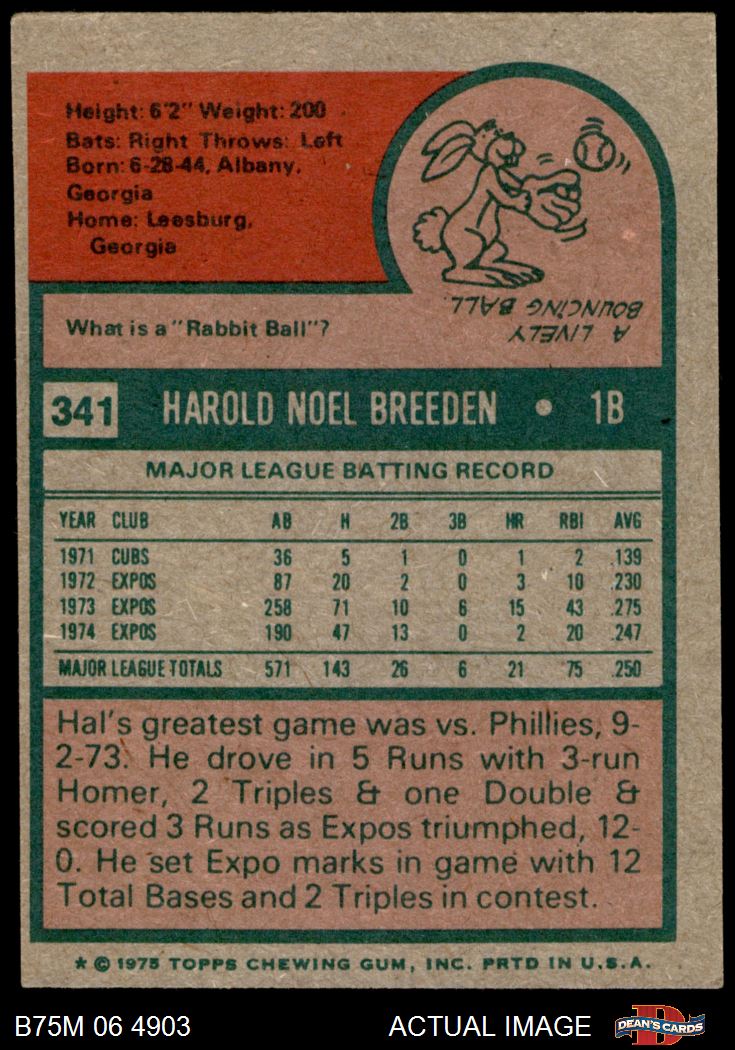 Height: 6'2" Weight: 200
Bats: Right Throws: Left
Born: 6-28-44, Albany,
Georgia
Home: Leesburg,
Georgia
What is a "Rabbit Ball"?
A LIVELY
BOUNCING BALL
341 HAROLD NOEL BREEDEN • 1B
MAJOR LEAGUE BATTING RECORD
YEAR CLUB AB H 2B 3B HR RBI AVG
1971 CUBS 36 5 1 0 1 2 .139
1972 EXPOS 87 20 2 0 3 10 .230
1973 EXPOS 258 71 10 6 15 43 .275
1974 EXPOS 190 47 13 0 2 20 .247
MAJOR LEAGUE TOTALS 571 143 26 6 21 75 .250
Hal's greatest game was vs. Phillies, 9-
2-73. He drove in 5 Runs with 3-run
Homer, 2 Triples & one Double &
scored 3 Runs as Expos triumphed, 12-
0. He set Expo marks in game with 12
Total Bases and 2 Triples in contest.
* © 1975 TOPPS CHEWING GUM, INC. PRTD IN U.S.A.
B75M 06 4903 ACTUAL IMAGE DEAN'S CARDS